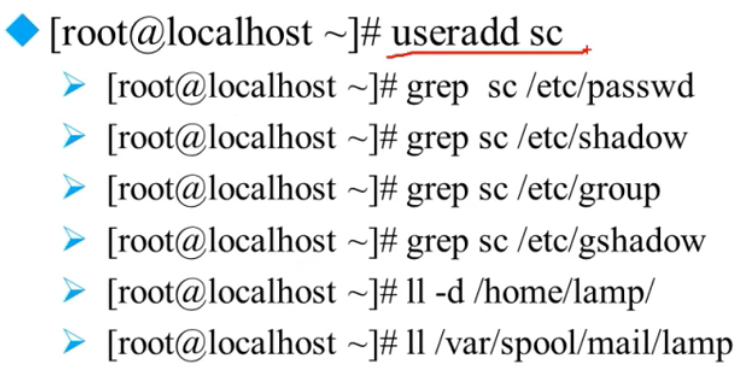 [root@localhost ~]# useradd sc
[root@localhost ~]# grep  sc /etc/passwd
[root@localhost ~]# grep sc /etc/shadow
[root@localhost ~]# grep sc /etc/group
[root@localhost ~]# grep sc /etc/gshadow
[root@localhost ~]# ll -d /home/lamp/
[root@localhost ~]# ll /var/spool/mail/lamp